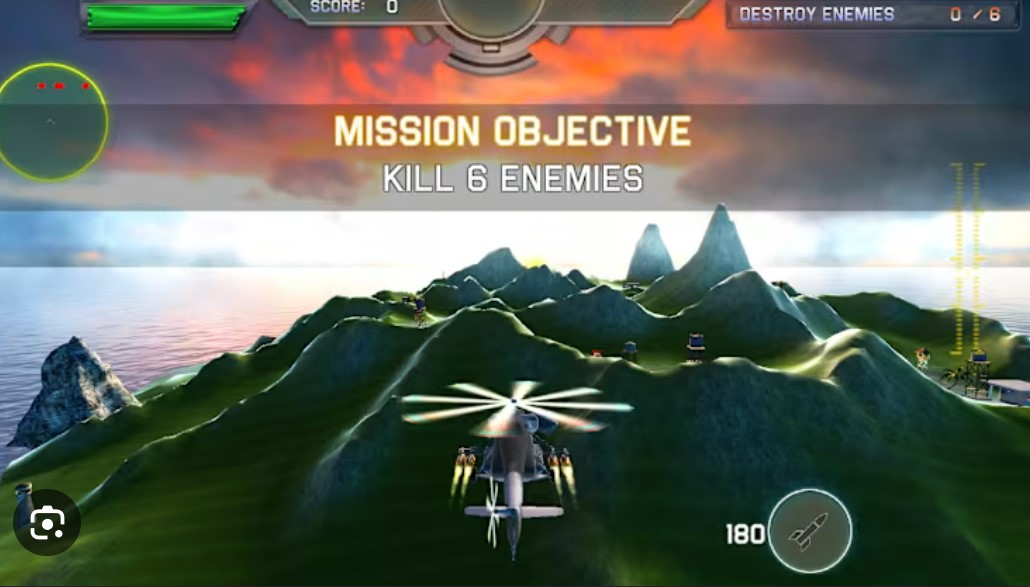 SCORE: 0
DESTROY ENEMIES 0 / 6
MISSION OBJECTIVE
KILL 6 ENEMIES
180